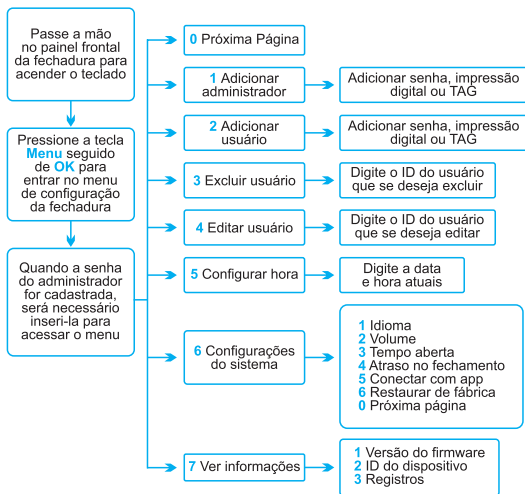 Passe a mão
no painel frontal
da fechadura para
acender o teclado
Pressione a tecla
Menu seguido
de OK para
entrar no menu
de configuração
da fechadura
Quando a senha
do administrador
for cadastrada,
será necessário
inseri-la para
acessar o menu
0 Próxima Página
1 Adicionar
administrador
Adicionar senha, impressão
digital ou TAG
2 Adicionar
usuário
Adicionar senha, impressão
digital ou TAG
3 Excluir usuário
Digite o ID do usuário
que se deseja excluir
4 Editar usuário
Digite o ID do usuário
que se deseja editar
5 Configurar hora
Digite a data
e hora atuais
6 Configurações
do sistema
1 Idioma
2 Volume
3 Tempo aberta
4 Atraso no fechamento
5 Conectar com app
6 Restaurar de fábrica
0 Próxima página
7 Ver informações
1 Versão do firmware
2 ID do dispositivo
3 Registros